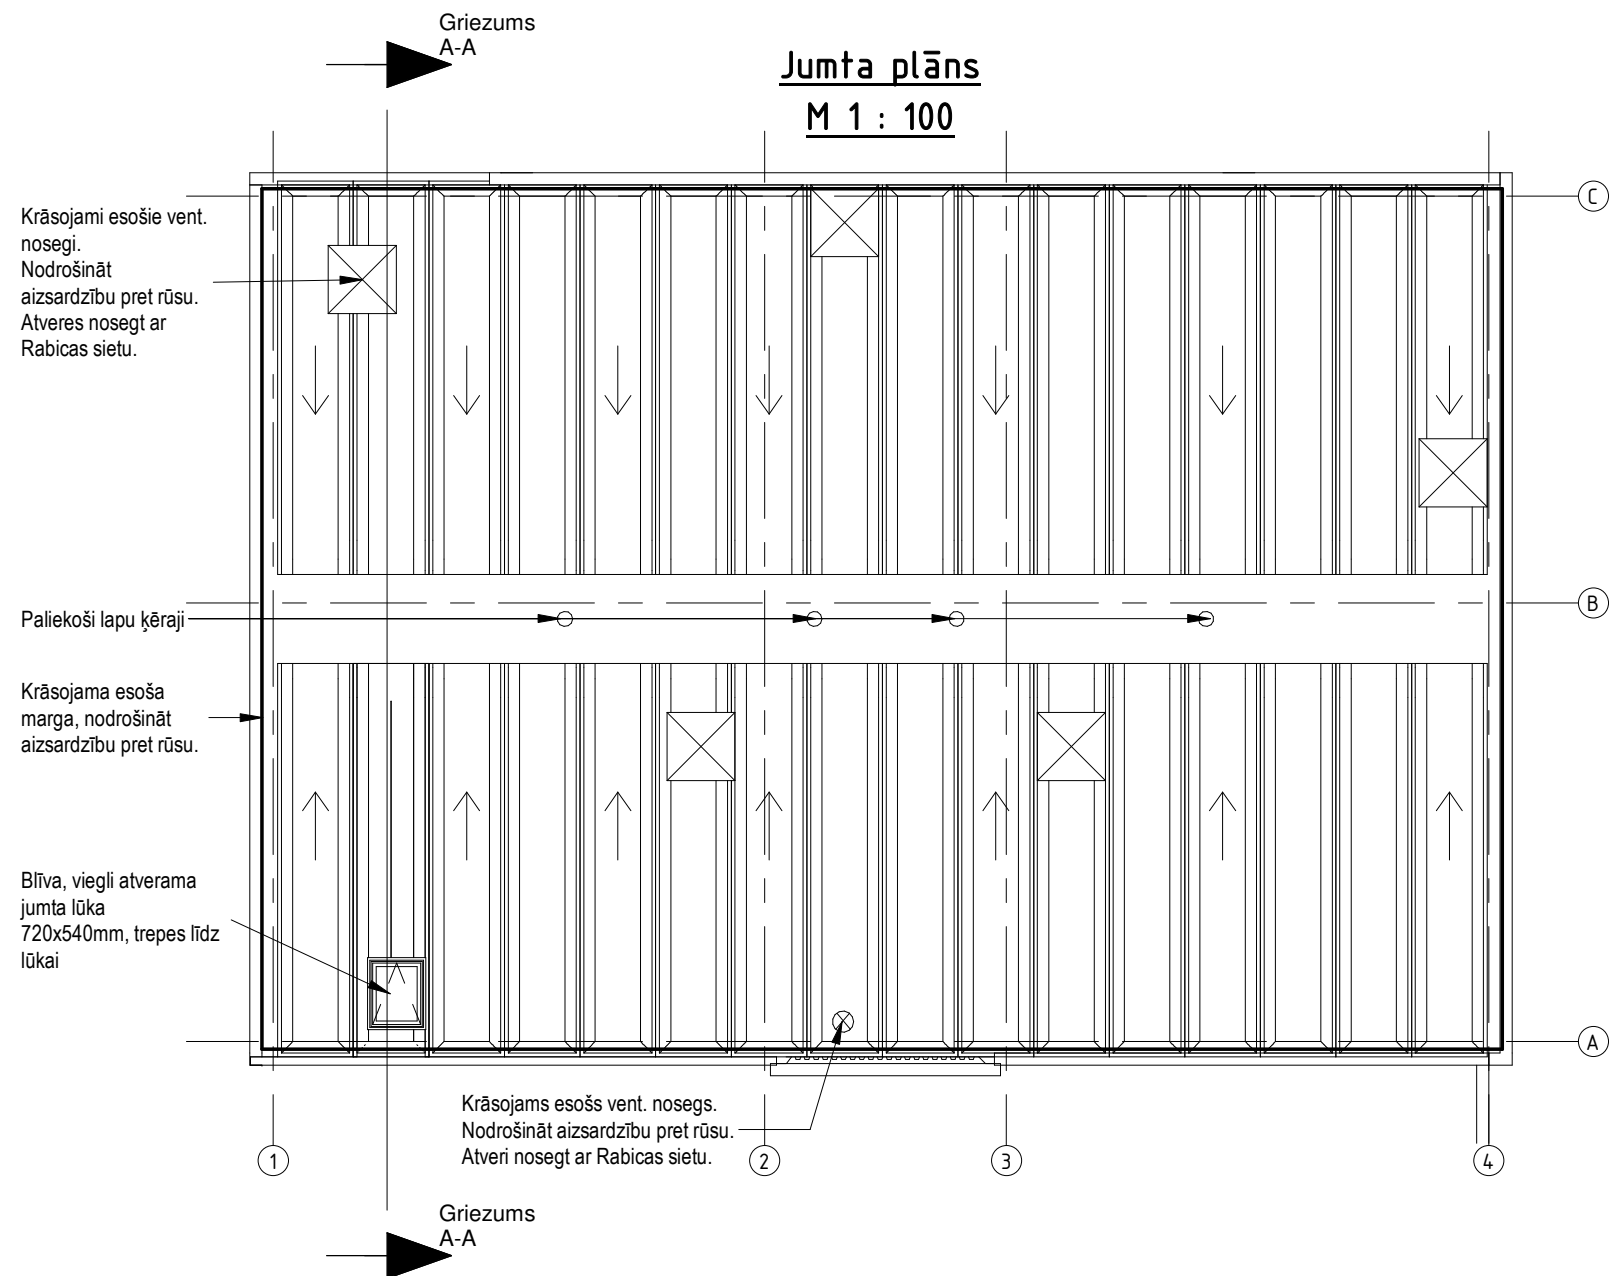 Griezums
A-A
Jumta plāns
M 1 : 100
Krāsojami esošie vent.
nosegi.
Nodrošināt
aizsardzību pret rūsu.
Atveres nosegt ar
Rabicas sietu.
C
Paliekoši lapu ķēraji
B
Krāsojama esoša
marga, nodrošināt
aizsardzību pret rūsu.
Blīva, viegli atverama
jumta lūka
720x540mm, trepes līdz
lūkai
A
Krāsojams esošs vent. nosegs.
Nodrošināt aizsardzību pret rūsu.
Atveri nosegt ar Rabicas sietu.
1
2
3
4
Griezums
A-A